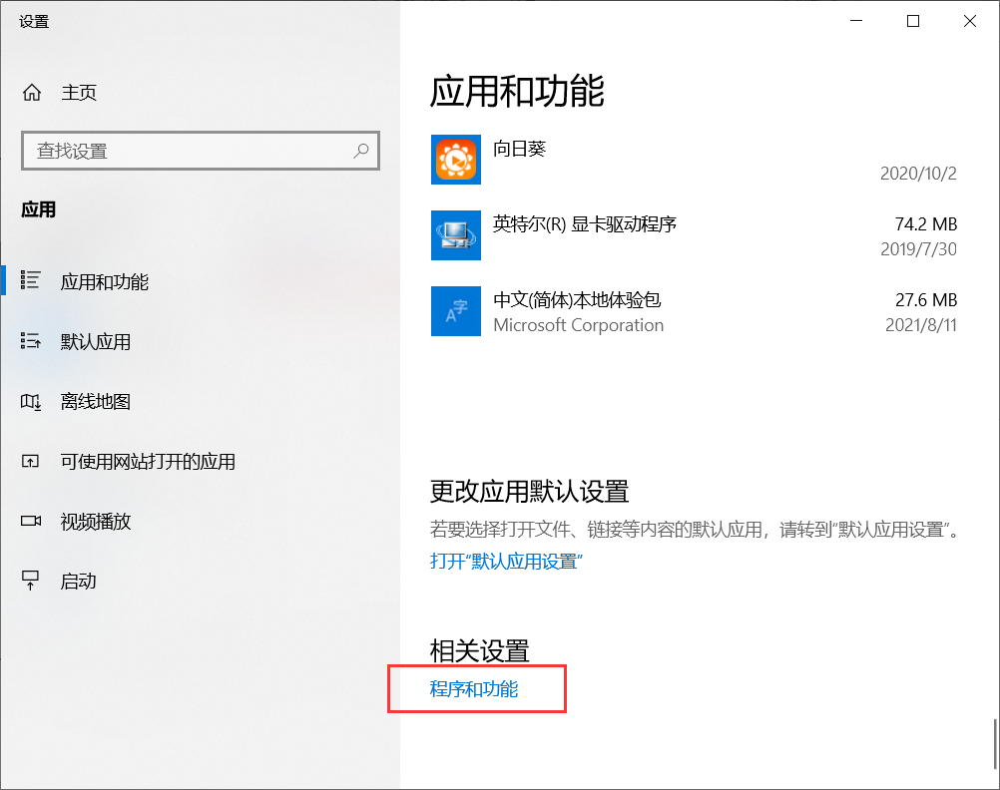 设置
主页
查找设置
应用
应用和功能
默认应用
离线地图
可使用网站打开的应用
视频播放
启动
应用和功能
向日葵
2020/10/2
英特尔(R) 显卡驱动程序
74.2 MB
2019/7/30
A字
中文(简体)本地体验包
27.6 MB
Microsoft Corporation
2021/8/11
更改应用默认设置
若要选择打开文件、链接等内容的默认应用，请转到“默认应用设置”。
打开“默认应用设置”
相关设置
程序和功能